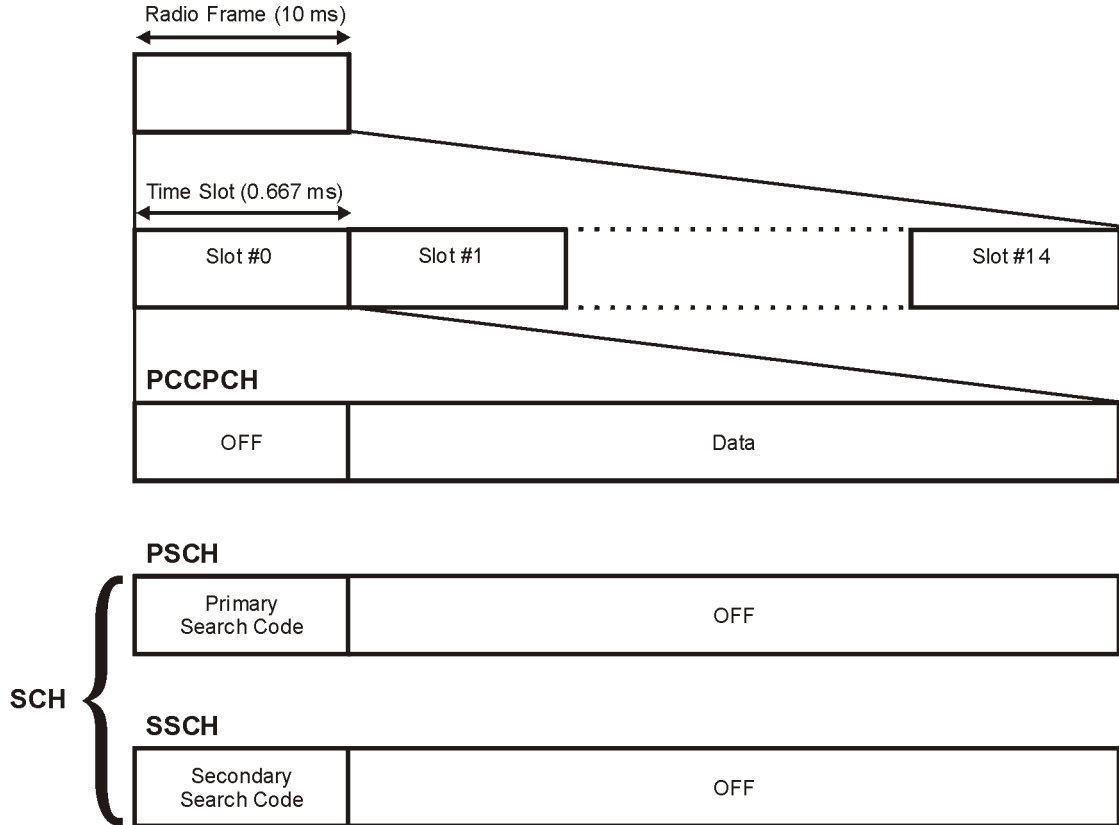 Radio Frame (10 ms)
Time Slot (0.667 ms)
Slot #0
Slot #1
Slot #14
PCCPCH
OFF
Data
PSCH
Primary
Search Code
OFF
SCH
SSCH
Secondary
Search Code
OFF